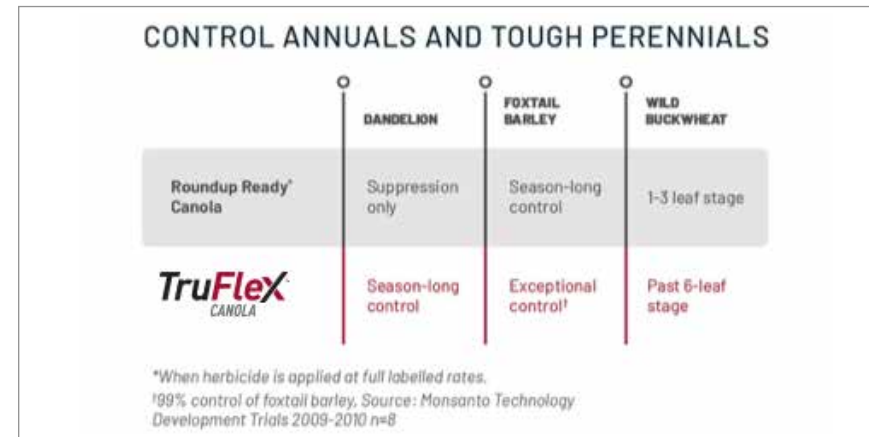 CONTROL ANNUALS AND TOUGH PERENNIALS
DANDELION
FOXTAIL
BARLEY
WILD
BUCKWHEAT
Roundup Ready*
Canola
Suppression
only
Season-long
control
1-3 leaf stage
TruFlex
CANOLA
Season-long
control
Exceptional
control†
Past 6-leaf
stage
*When herbicide is applied at full labelled rates.
†99% control of foxtail barley. Source: Monsanto Technology
Development Trials 2009-2010 n=8